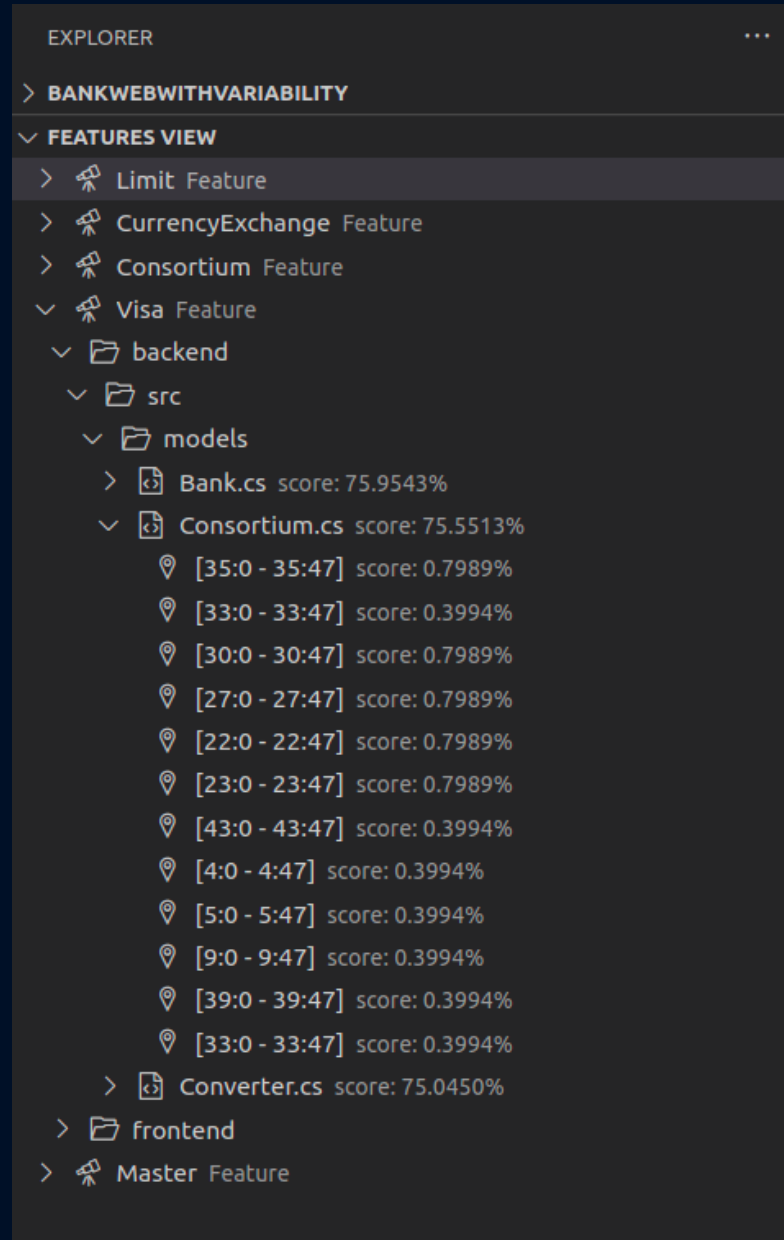 EXPLORER ...
BANKWEBWITHVARIABILITY
FEATURES VIEW
Limit Feature
CurrencyExchange Feature
Consortium Feature
Visa Feature
backend
src
models
Bank.cs score: 75.9543%
Consortium.cs score: 75.5513%
[35:0 - 35:47] score: 0.7989%
[33:0 - 33:47] score: 0.3994%
[30:0 - 30:47] score: 0.7989%
[27:0 - 27:47] score: 0.7989%
[22:0 - 22:47] score: 0.7989%
[23:0 - 23:47] score: 0.7989%
[43:0 - 43:47] score: 0.3994%
[4:0 - 4:47] score: 0.3994%
[5:0 - 5:47] score: 0.3994%
[9:0 - 9:47] score: 0.3994%
[39:0 - 39:47] score: 0.3994%
[33:0 - 33:47] score: 0.3994%
Converter.cs score: 75.0450%
frontend
Master Feature